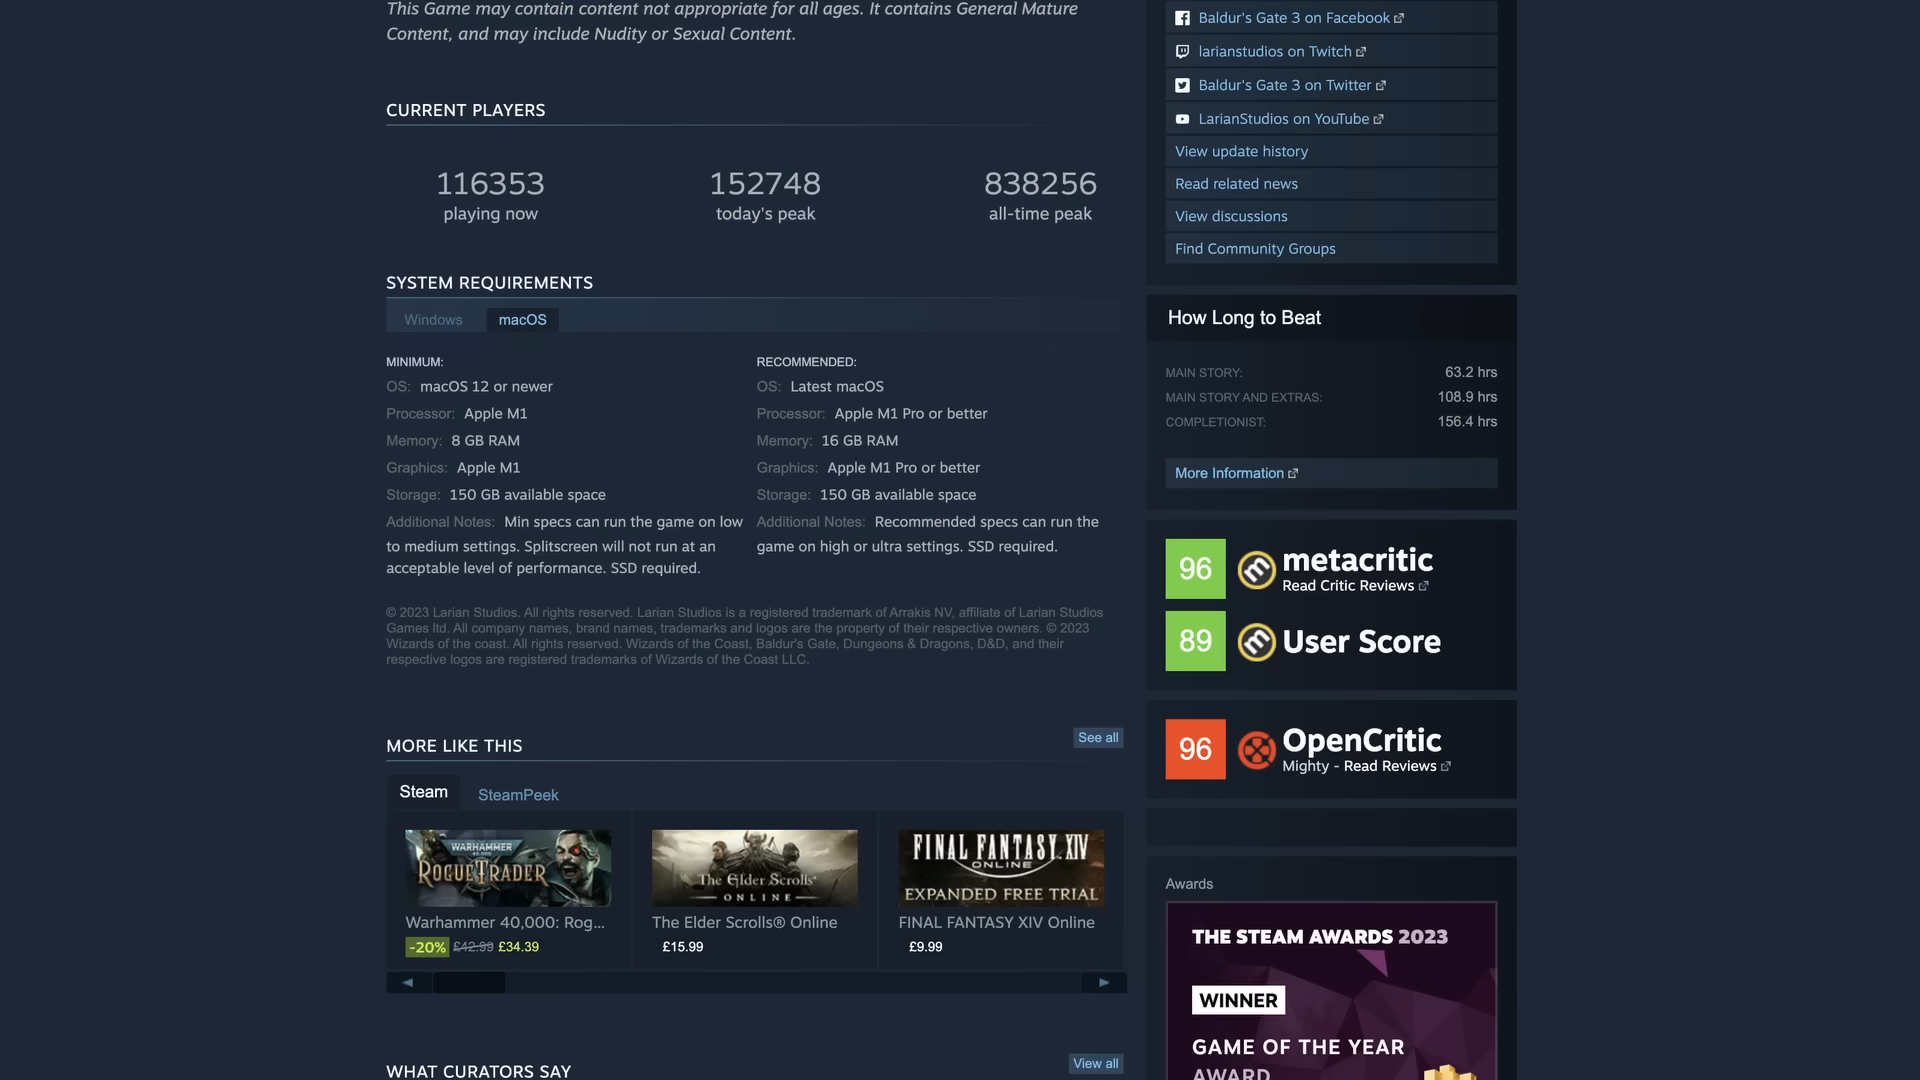 This Game may contain content not appropriate for all ages. It contains General Mature
Content, and may include Nudity or Sexual Content.
CURRENT PLAYERS
116353
playing now
152748
today's peak
838256
all-time peak
SYSTEM REQUIREMENTS
Windows
macOS
MINIMUM:
OS: macOS 12 or newer
Processor: Apple M1
Memory: 8 GB RAM
Graphics: Apple M1
Storage: 150 GB available space
Additional Notes: Min specs can run the game on low
to medium settings. Splitscreen will not run at an
acceptable level of performance. SSD required.
RECOMMENDED:
OS: Latest macOS
Processor: Apple M1 Pro or better
Memory: 16 GB RAM
Graphics: Apple M1 Pro or better
Storage: 150 GB available space
Additional Notes: Recommended specs can run the
game on high or ultra settings. SSD required.
© 2023 Larian Studios. All rights reserved. Larian Studios is a registered trademark of Arrakis NV, affiliate of Larian Studios
Games ltd. All company names, brand names, trademarks and logos are the property of their respective owners. © 2023
Wizards of the coast. All rights reserved. Wizards of the Coast, Baldur's Gate, Dungeons & Dragons, D&D, and their
respective logos are registered trademarks of Wizards of the Coast LLC.
MORE LIKE THIS
See all
Steam
SteamPeek
WARHAMMER
40,000
ROGUE TRADER
Warhammer 40,000: Rog...
-20% £42.99 £34.39
The Elder Scrolls
ONLINE
The Elder Scrolls® Online
£15.99
FINAL FANTASY XIV
ONLINE
EXPANDED FREE TRIAL
FINAL FANTASY XIV Online
£9.99
WHAT CURATORS SAY
View all
Baldur's Gate 3 on Facebook
larianstudios on Twitch
Baldur's Gate 3 on Twitter
LarianStudios on YouTube
View update history
Read related news
View discussions
Find Community Groups
How Long to Beat
MAIN STORY: 63.2 hrs
MAIN STORY AND EXTRAS: 108.9 hrs
COMPLETIONIST: 156.4 hrs
More Information
96
metacritic
Read Critic Reviews
89
User Score
96
OpenCritic
Mighty - Read Reviews
Awards
THE STEAM AWARDS 2023
WINNER
GAME OF THE YEAR
AWARD